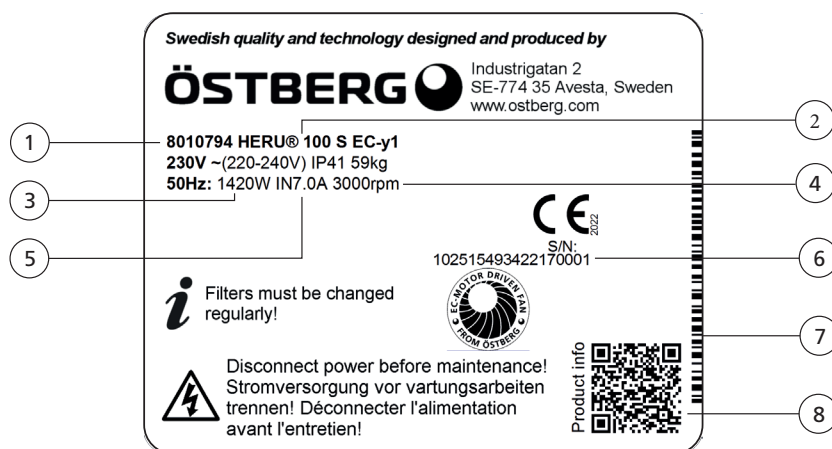 Swedish quality and technology designed and produced by
ÖSTBERG
Industrigatan 2
SE-774 35 Avesta, Sweden
www.ostberg.com
8010794 HERU® 100 S EC-y1
230V ~(220-240V) IP41 59kg
50Hz: 1420W IN7.0A 3000rpm
CE
2022
S/N:
102515493422170001
Filters must be changed
regularly!
EC-MOTOR DRIVEN FAN
FROM ÖSTBERG
Disconnect power before maintenance!
Stromversorgung vor vartungsarbeiten
trennen! Déconnecter l'alimentation
avant l'entretien!
Product info
1
2
3
4
5
6
7
8